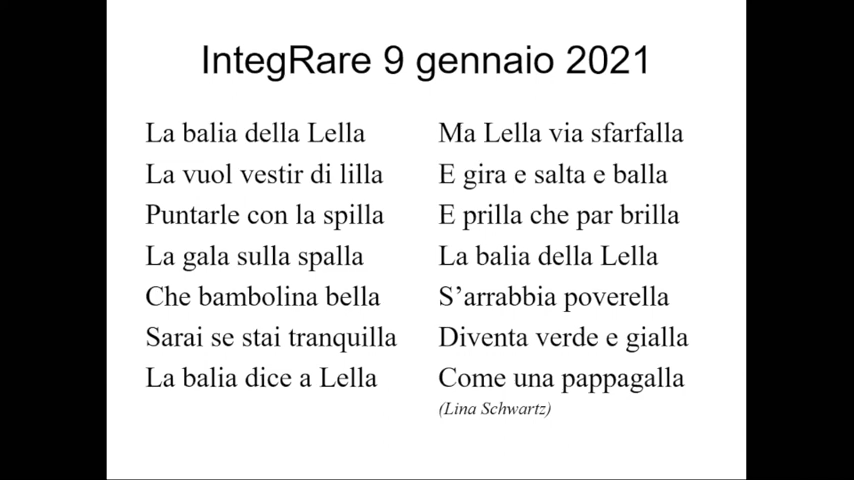 IntegRare 9 gennaio 2021
La balia della Lella
La vuol vestir di lilla
Puntarle con la spilla
La gala sulla spalla
Che bambolina bella
Sarai se stai tranquilla
La balia dice a Lella
Ma Lella via sfarfalla
E gira e salta e balla
E prilla che par brilla
La balia della Lella
S’arrabbia poverella
Diventa verde e gialla
Come una pappagalla
(Lina Schwartz)